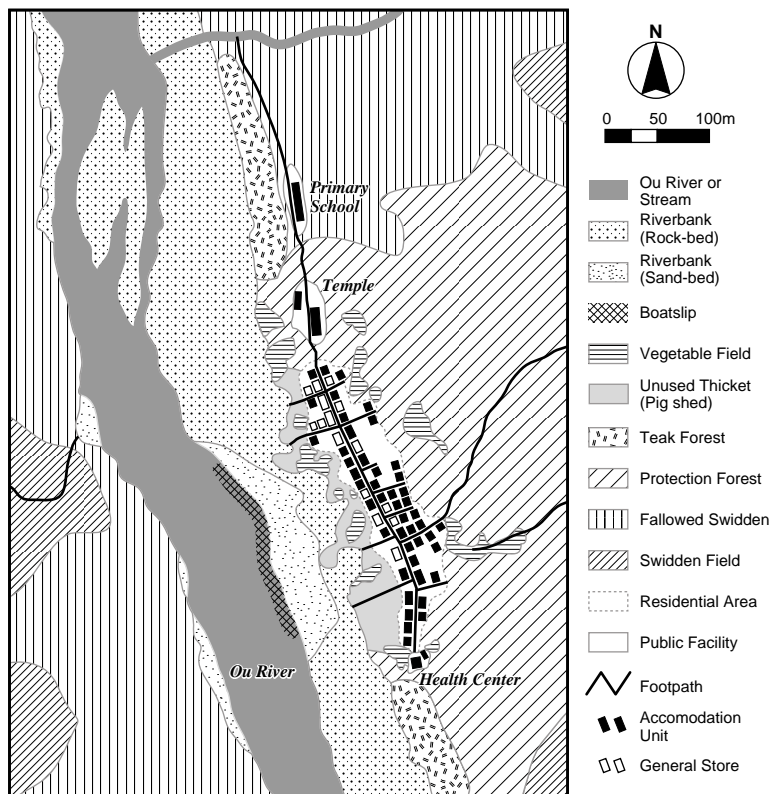 N
0 50 100m
Primary
School
Temple
Ou River
Health Center
Ou River or
Stream
Riverbank
(Rock-bed)
Riverbank
(Sand-bed)
Boatslip
Vegetable Field
Unused Thicket
(Pig shed)
Teak Forest
Protection Forest
Fallowed Swidden
Swidden Field
Residential Area
Public Facility
Footpath
Accomodation
Unit
General Store